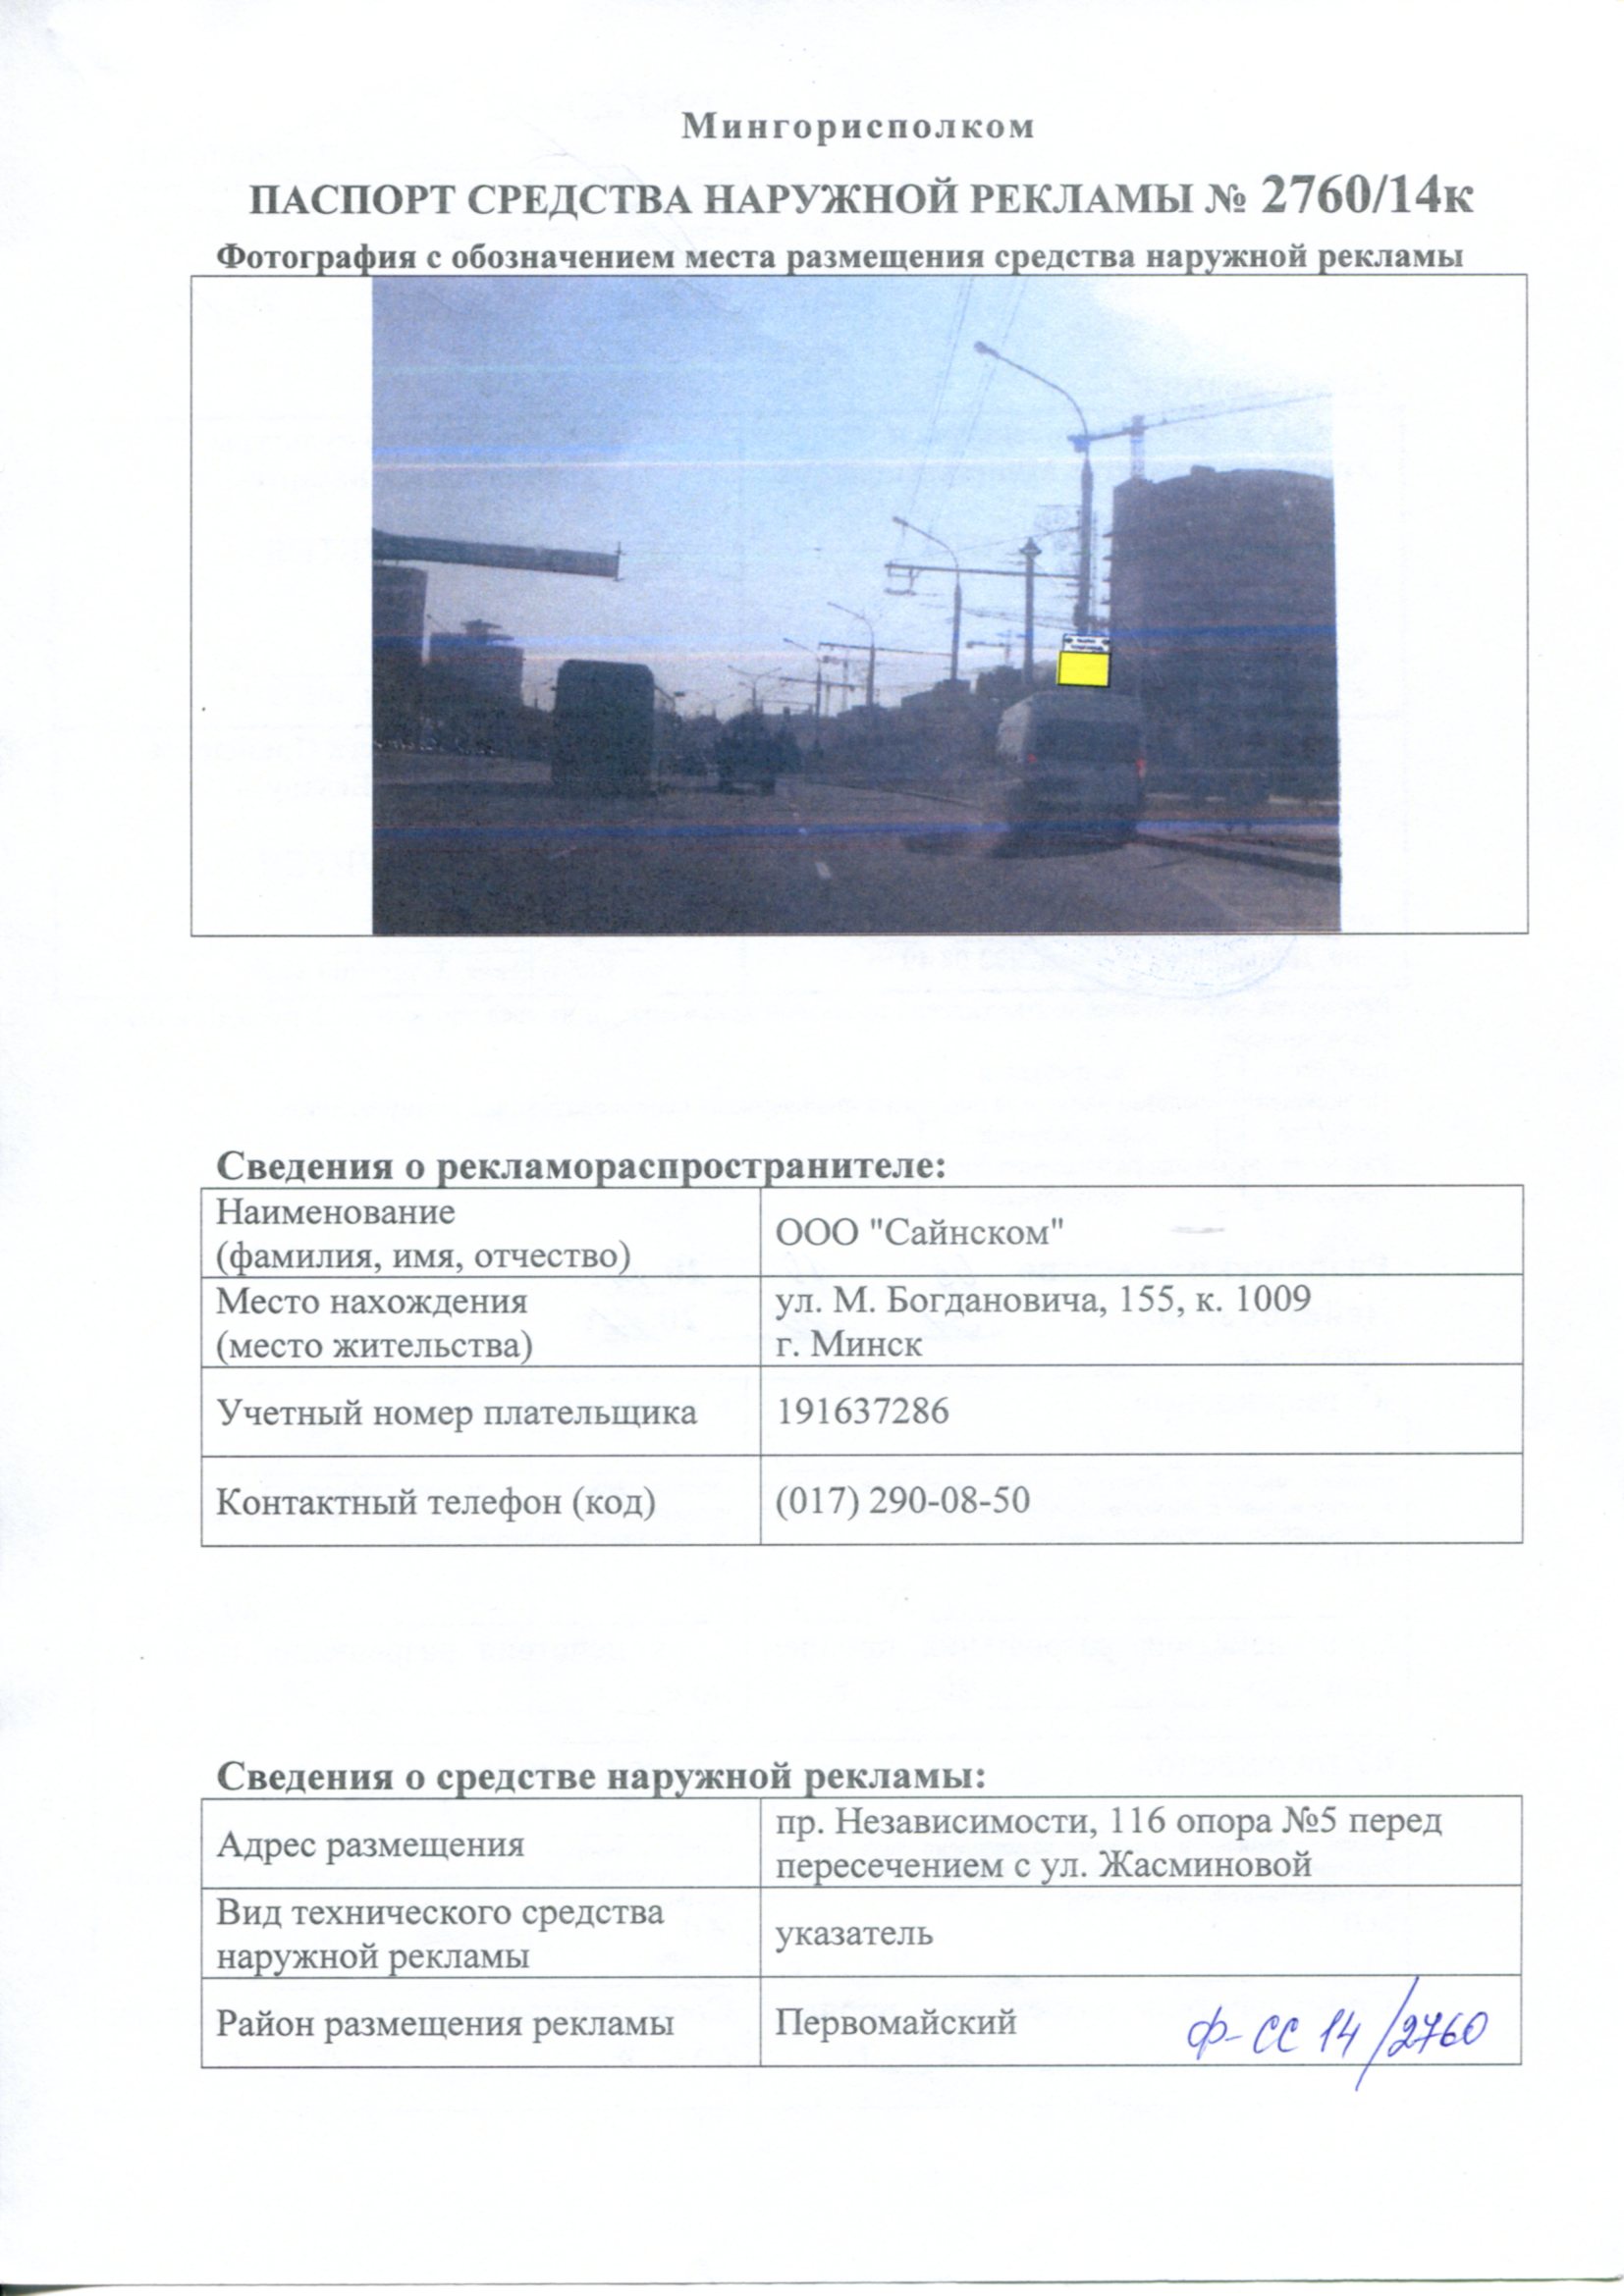 Мингорисполком
ПАСПОРТ СРЕДСТВА НАРУЖНОЙ РЕКЛАМЫ № 2760/14к
Фотография с обозначением места размещения средства наружной рекламы
Сведения о рекламораспространителе:
Наименование
(фамилия, имя, отчество)
ООО "Сайнском"
Место нахождения
(место жительства)
ул. М. Богдановича, 155, к. 1009
г. Минск
Учетный номер плательщика
191637286
Контактный телефон (код)
(017) 290-08-50
Сведения о средстве наружной рекламы:
Адрес размещения
пр. Независимости, 116 опора №5 перед
пересечением с ул. Жасминовой
Вид технического средства
наружной рекламы
указатель
Район размещения рекламы
Первомайский
ф-СС 14/2760